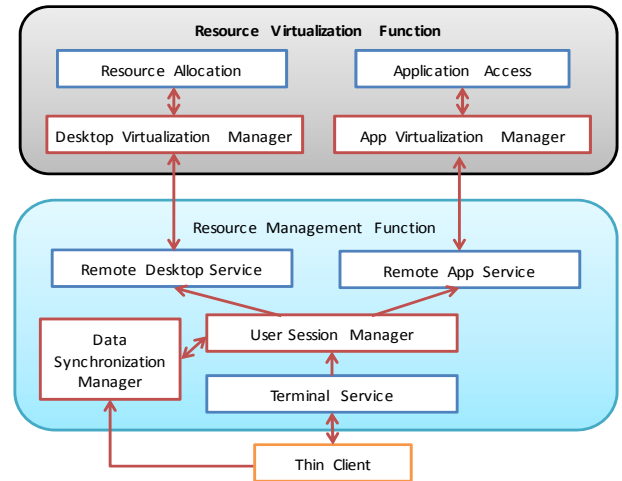 Resource Virtualization Function
Resource Allocation
Application Access
Desktop Virtualization Manager
App Virtualization Manager
Resource Management Function
Remote Desktop Service
Remote App Service
User Session Manager
Data
Synchronization
Manager
Terminal Service
Thin Client